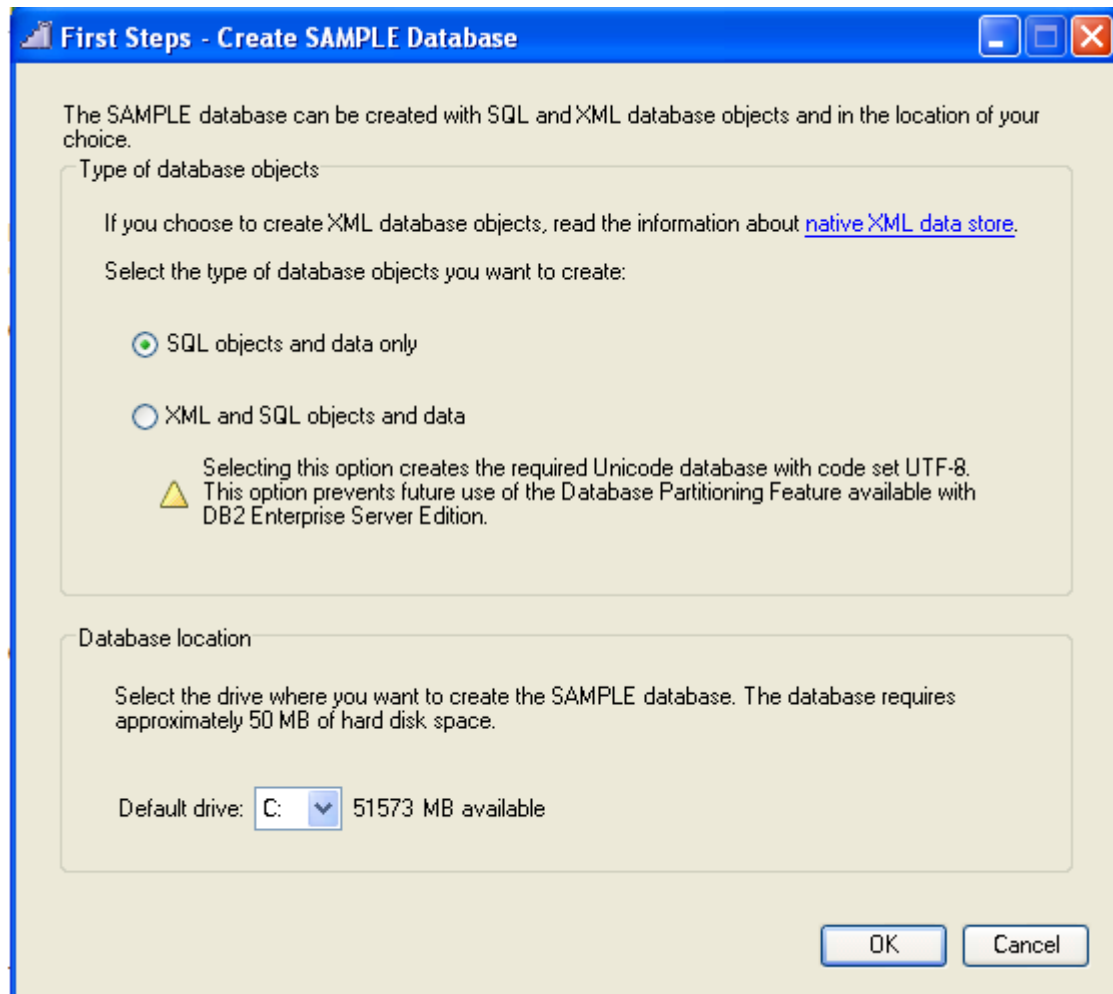 First Steps - Create SAMPLE Database
The SAMPLE database can be created with SQL and XML database objects and in the location of your
choice.
Type of database objects
If you choose to create XML database objects, read the information about native XML data store.
Select the type of database objects you want to create:
SQL objects and data only
XML and SQL objects and data
Selecting this option creates the required Unicode database with code set UTF-8.
This option prevents future use of the Database Partitioning Feature available with
DB2 Enterprise Server Edition.
Database location
Select the drive where you want to create the SAMPLE database. The database requires
approximately 50 MB of hard disk space.
Default drive: C: 51573 MB available
OK Cancel